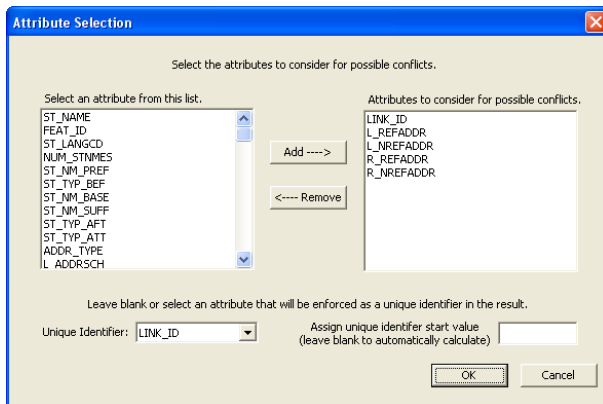 Attribute Selection
Select the attributes to consider for possible conflicts.
Select an attribute from this list.
ST_NAME
FEAT_ID
ST_LANGCD
NUM_STNMES
ST_NM_PREF
ST_TYP_BEF
ST_NM_BASE
ST_NM_SUFF
ST_TYP_AFT
ST_TYP_ATT
ADDR_TYPE
L_ADDRSCH
Add ---->
<---- Remove
Attributes to consider for possible conflicts.
LINK_ID
L_REFADDR
L_NREFADDR
R_REFADDR
R_NREFADDR
Leave blank or select an attribute that will be enforced as a unique identifier in the result.
Unique Identifier:
LINK_ID
Assign unique identifer start value
(leave blank to automatically calculate)
OK
Cancel